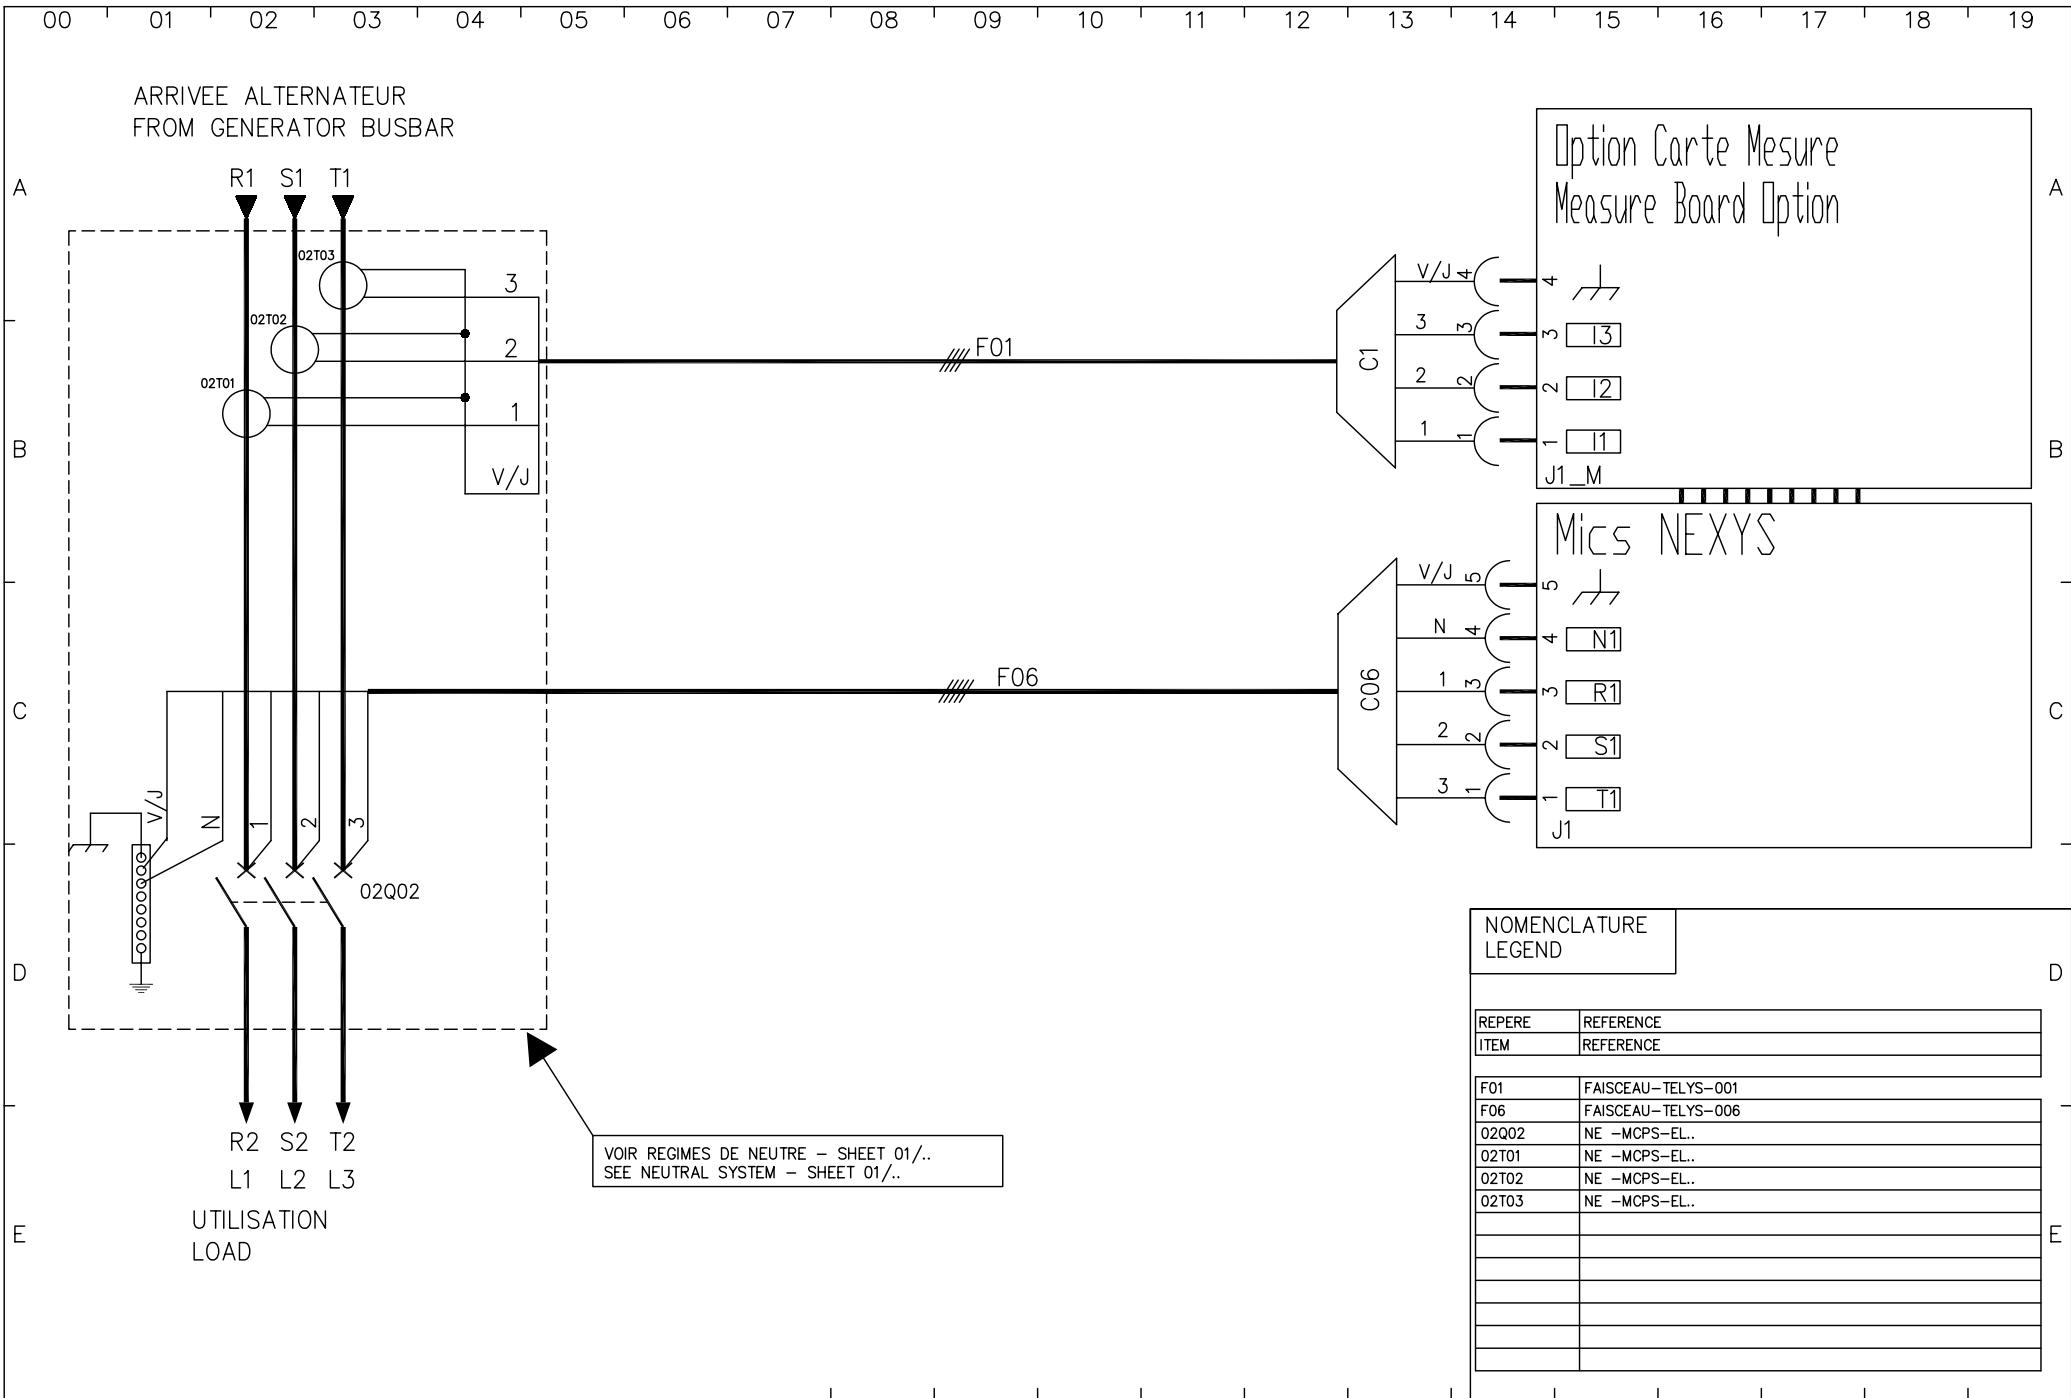 00 01 02 03 04 05 06 07 08 09 10 11 12 13 14 15 16 17 18 19
ARRIVEE ALTERNATEUR
FROM GENERATOR BUSBAR
R1 S1 T1
A
A
02T03
3
02T02
2
02T01
1
V/J
B
B
F01
C1
V/J 4
3 3
2 2
1 1
Option Carte Mesure
Measure Board Option
4
3 I3
2 I2
1 I1
J1_M
Mics NEXYS
F06
C06
V/J 5
N 4
1 3
2 2
3 1
5
4 N1
3 R1
2 S1
1 T1
J1
C
C
V/J N 1 2 3
02Q02
D
D
R2 S2 T2
L1 L2 L3
UTILISATION
LOAD
VOIR REGIMES DE NEUTRE - SHEET 01/..
SEE NEUTRAL SYSTEM - SHEET 01/..
E
E
NOMENCLATURE
LEGEND
REPERE REFERENCE
ITEM REFERENCE
F01 FAISCEAU-TELYS-001
F06 FAISCEAU-TELYS-006
02Q02 NE -MCPS-EL..
02T01 NE -MCPS-EL..
02T02 NE -MCPS-EL..
02T03 NE -MCPS-EL..